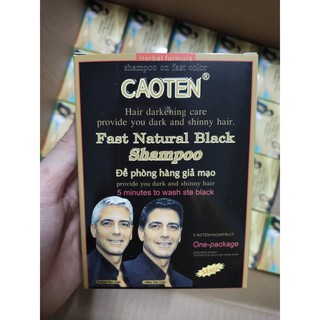 Herbal formula
shampoo on fast color
CAOTEN®
Hair darkening care
provide you dark and shinny hair.
Fast Natural Black
Shampoo
Đề phòng hàng giả mạo
provide you dark and shinny hair
5 minutes to wash ste black
One-package